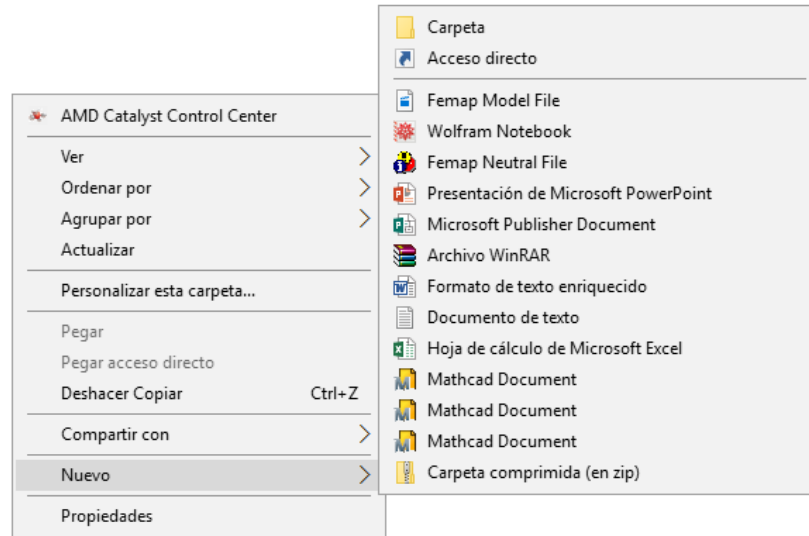 AMD Catalyst Control Center
Ver
Ordenar por
Agrupar por
Actualizar
Personalizar esta carpeta...
Pegar
Pegar acceso directo
Deshacer Copiar Ctrl+Z
Compartir con
Nuevo
Propiedades
Carpeta
Acceso directo
Femap Model File
Wolfram Notebook
Femap Neutral File
Presentación de Microsoft PowerPoint
Microsoft Publisher Document
Archivo WinRAR
Formato de texto enriquecido
Documento de texto
Hoja de cálculo de Microsoft Excel
Mathcad Document
Mathcad Document
Mathcad Document
Carpeta comprimida (en zip)